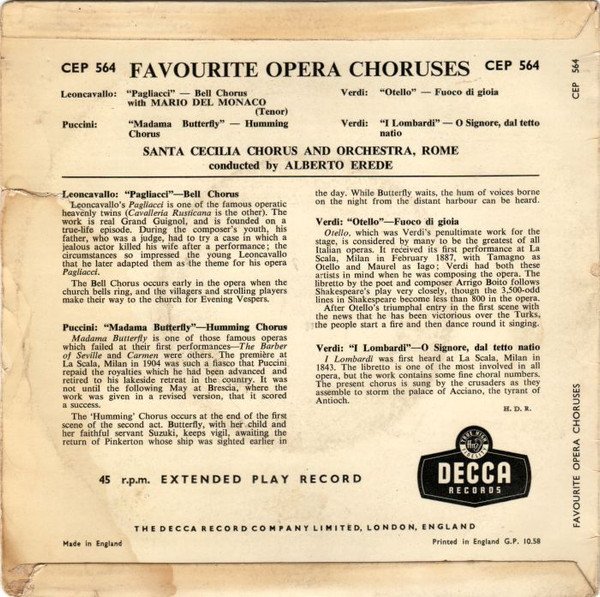 CEP 564 FAVOURITE OPERA CHORUSES CEP 564
Leoncavallo: "Pagliacci" — Bell Chorus
with MARIO DEL MONACO
(Tenor)
Puccini: "Madama Butterfly" — Humming
Chorus
Verdi: "Otello" — Fuoco di gioia
Verdi: "I Lombardi" — O Signore, dal tetto
natio
SANTA CECILIA CHORUS AND ORCHESTRA, ROME
conducted by ALBERTO EREDE
Leoncavallo: "Pagliacci"—Bell Chorus
Leoncavallo's Pagliacci is one of the famous operatic
heavenly twins (Cavalleria Rusticana is the other). The
work is real Grand Guignol, and is founded on a
true-life episode. During the composer's youth, his
father, who was a judge, had to try a case in which a
jealous actor killed his wife after a performance; the
circumstances so impressed the young Leoncavallo
that he later adapted them as the theme for his opera
Pagliacci.
The Bell Chorus occurs early in the opera when the
church bells ring, and the villagers and strolling players
make their way to the church for Evening Vespers.
Puccini: "Madama Butterfly"—Humming Chorus
Madama Butterfly is one of those famous operas
which failed at their first performances—The Barber
of Seville and Carmen were others. The première at
La Scala, Milan in 1904 was such a fiasco that Puccini
repaid the royalties which he had been advanced and
retired to his lakeside retreat in the country. It was
not until the following May at Brescia, where the
work was given in a revised version, that it scored
a success.
The 'Humming' Chorus occurs at the end of the first
scene of the second act. Butterfly, with her child and
her faithful servant Suzuki, keeps vigil, awaiting the
return of Pinkerton whose ship was sighted earlier in
the day. While Butterfly waits, the hum of voices borne
on the night from the distant harbour can be heard.
Verdi: "Otello"—Fuoco di gioia
Otello, which was Verdi's penultimate work for the
stage, is considered by many to be the greatest of all
Italian operas. It received its first performance at La
Scala, Milan in February 1887, with Tamagno as
Otello and Maurel as Iago; Verdi had both these
artists in mind when he was composing the opera. The
libretto by the poet and composer Arrigo Boito follows
Shakespeare's play very closely, though the 3,500-odd
lines in Shakespeare become less than 800 in the opera.
After Otello's triumphal entry in the first scene with
the news that he has been victorious over the Turks,
the people start a fire and then dance round it singing.
Verdi: "I Lombardi"—O Signore, dal tetto natio
I Lombardi was first heard at La Scala, Milan in
1843. The libretto is one of the most involved in all
opera, but the work contains some fine choral numbers.
The present chorus is sung by the crusaders as they
assemble to storm the palace of Acciano, the tyrant of
Antioch.
H. D. R.
45 r.p.m. EXTENDED PLAY RECORD
DECCA
RECORDS
THE DECCA RECORD COMPANY LIMITED, LONDON, ENGLAND
Made in England
Printed in England G.P. 10.58
CEP 564
FAVOURITE OPERA CHORUSES